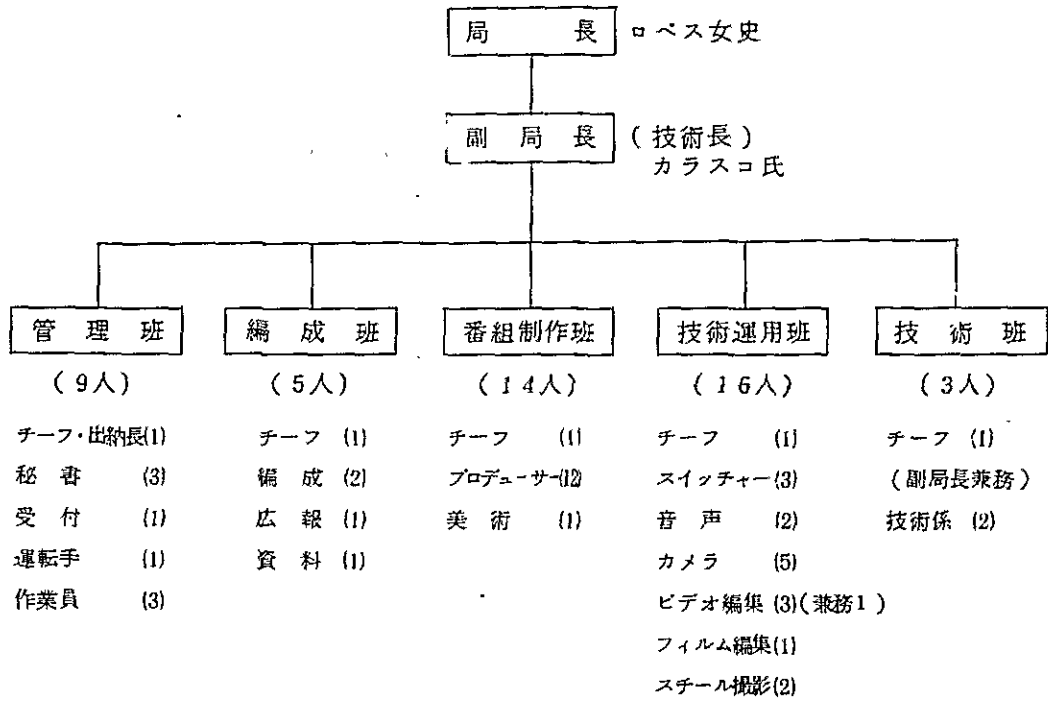 局長 ロペス女史
副局長 (技術長)
カラスコ氏
管理班
(9人)
チーフ・出納長(1)
秘書 (3)
受付 (1)
運転手 (1)
作業員 (3)
編成班
(5人)
チーフ (1)
編成 (2)
広報 (1)
資料 (1)
番組制作班
(14人)
チーフ (1)
プロデューサー(12)
美術 (1)
技術運用班
(16人)
チーフ (1)
スイッチャー(3)
音声 (2)
カメラ (5)
ビデオ編集 (3)(兼務1)
フィルム編集(1)
スチール撮影(2)
技術班
(3人)
チーフ (1)
(副局長兼務)
技術係 (2)